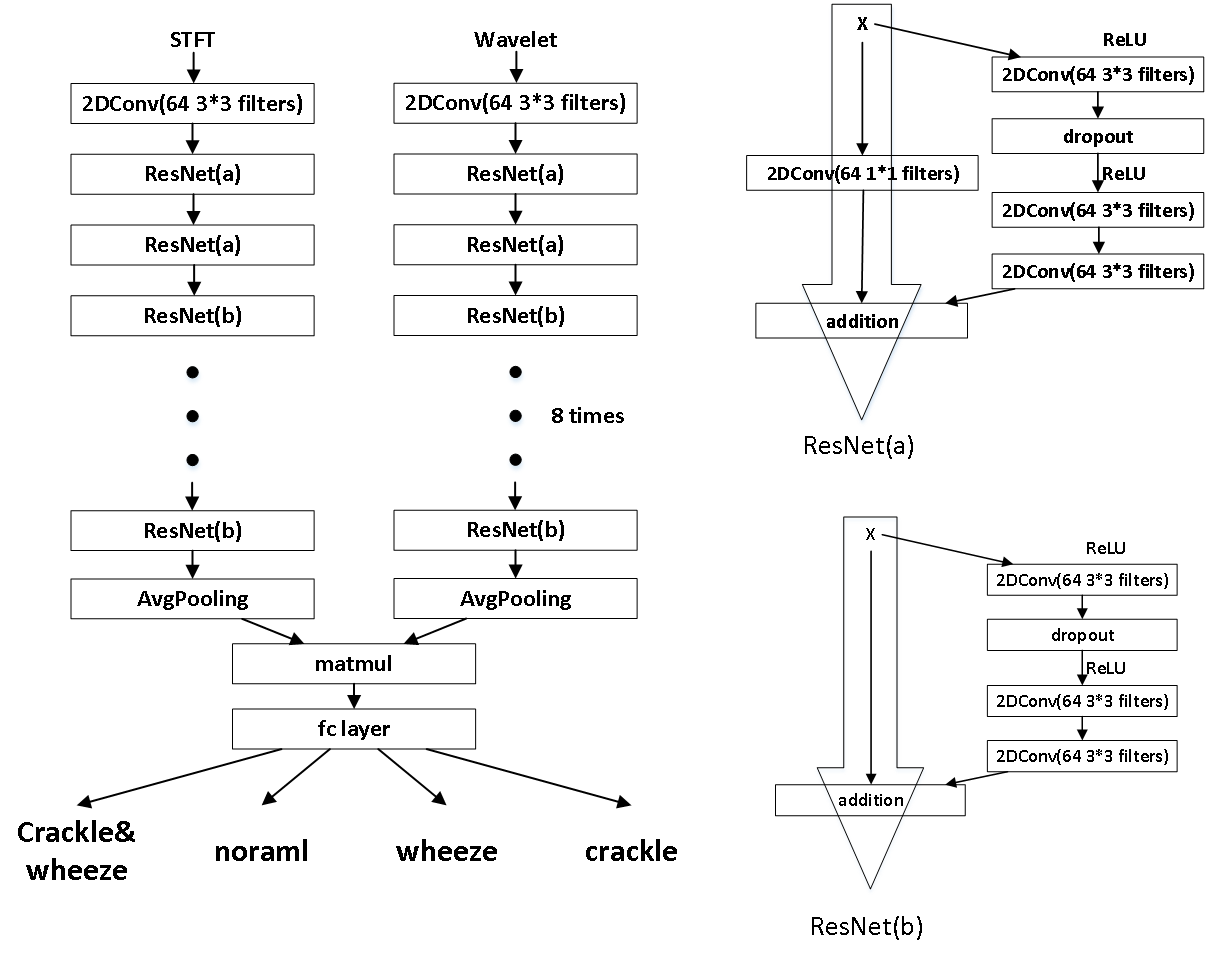 STFT
2DConv(64 3*3 filters)
ResNet(a)
ResNet(a)
ResNet(b)
ResNet(b)
AvgPooling
Wavelet
2DConv(64 3*3 filters)
ResNet(a)
ResNet(a)
ResNet(b)
8 times
ResNet(b)
AvgPooling
matmul
fc layer
Crackle&
wheeze
noraml
wheeze
crackle
X
ReLU
2DConv(64 3*3 filters)
dropout
ReLU
2DConv(64 1*1 filters)
2DConv(64 3*3 filters)
2DConv(64 3*3 filters)
addition
ResNet(a)
X
ReLU
2DConv(64 3*3 filters)
dropout
ReLU
2DConv(64 3*3 filters)
2DConv(64 3*3 filters)
addition
ResNet(b)